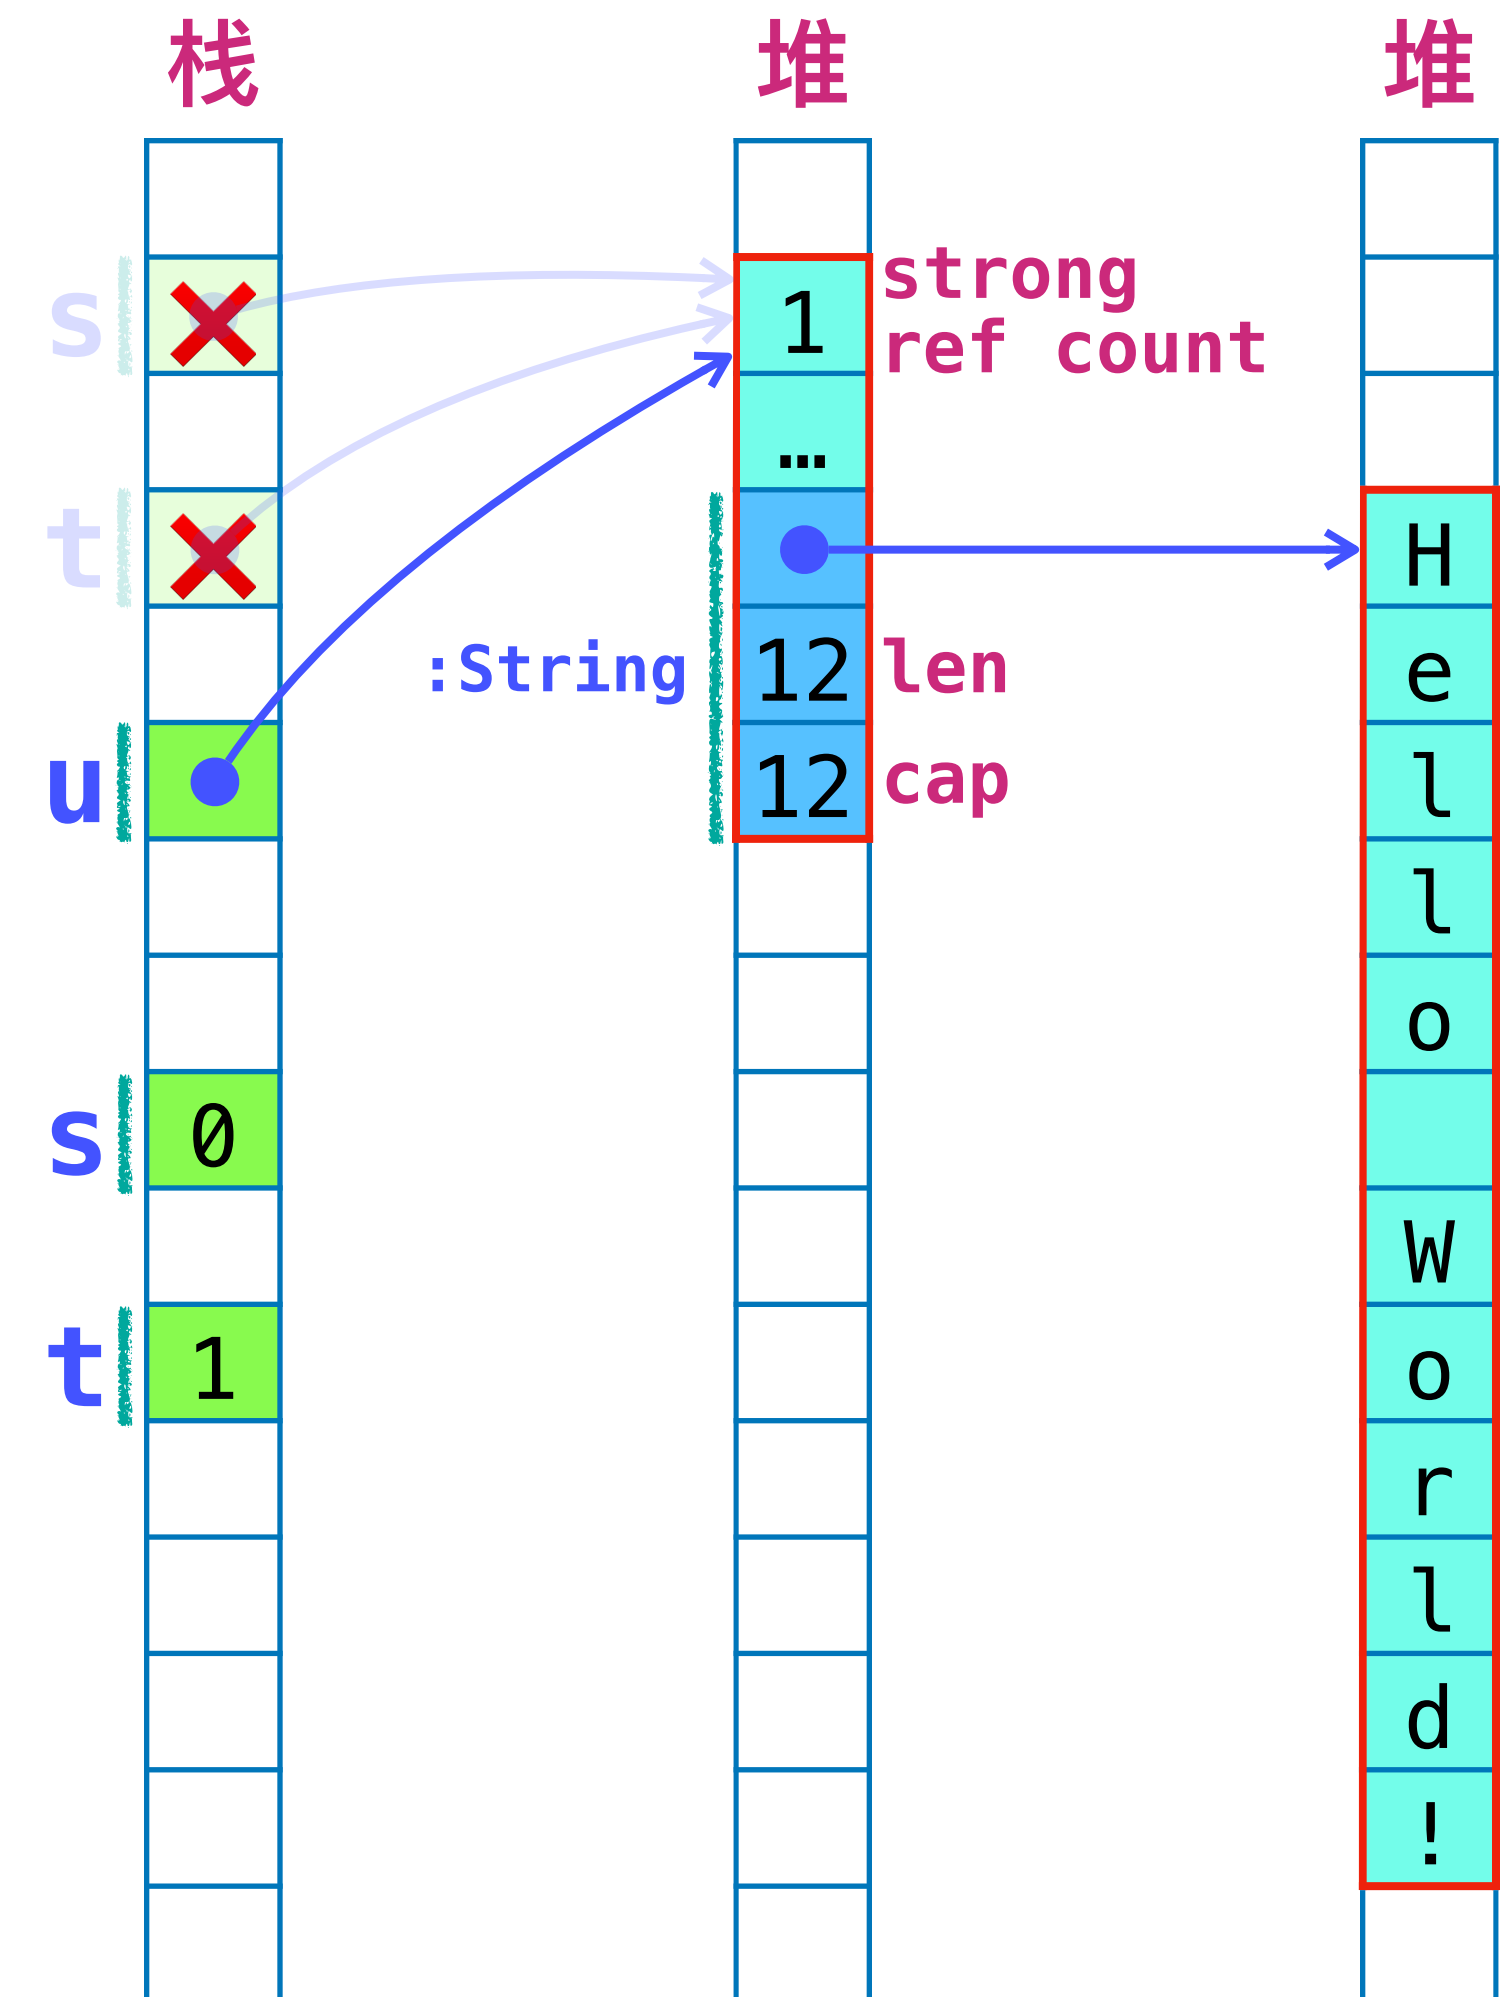 栈 堆 堆
s 1 strong
ref count
…
t H
:String 12 len e
u 12 cap l
l
o
s 0
W
t 1 o
r
l
d
!